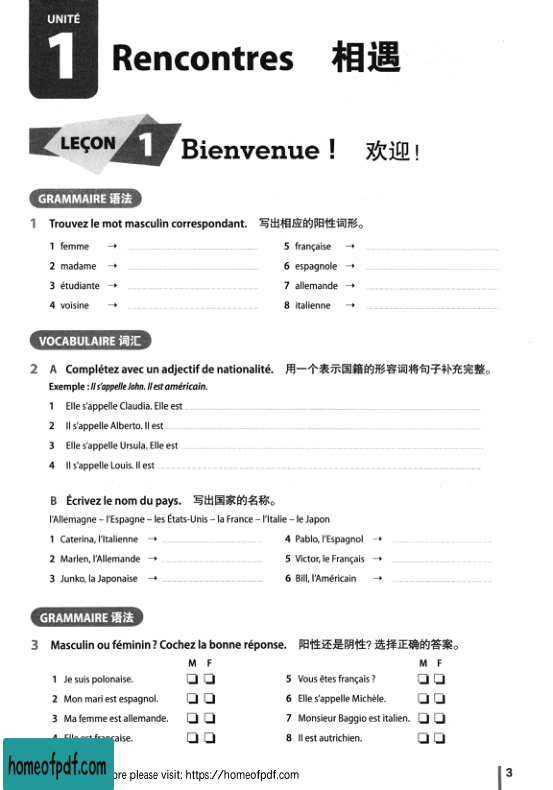 UNITÉ
1
Rencontres 相遇
LEÇON 1 Bienvenue ! 欢迎!
GRAMMAIRE 语法
1 Trouvez le mot masculin correspondant. 写出相应的阳性词形。
1 femme → 5 française →
2 madame → 6 espagnole →
3 étudiante → 7 allemande →
4 voisine → 8 italienne →
VOCABULAIRE 词汇
2 A Complétez avec un adjectif de nationalité. 用一个表示国籍的形容词将句子补充完整。
Exemple : Il s'appelle John. Il est américain.
1 Elle s'appelle Claudia. Elle est
2 Il s'appelle Alberto. Il est
3 Elle s'appelle Ursula. Elle est
4 Il s'appelle Louis. Il est
B Écrivez le nom du pays. 写出国家的名称。
l'Allemagne – l'Espagne – les États-Unis – la France – l'Italie – le Japon
1 Caterina, l'Italienne → 4 Pablo, l'Espagnol →
2 Marlen, l'Allemande → 5 Victor, le Français →
3 Junko, la Japonaise → 6 Bill, l'Américain →
GRAMMAIRE 语法
3 Masculin ou féminin ? Cochez la bonne réponse. 阳性还是阴性? 选择正确的答案。
M F M F
1 Je suis polonaise. ❏ ❏ 5 Vous êtes français ? ❏ ❏
2 Mon mari est espagnol. ❏ ❏ 6 Elle s'appelle Michèle. ❏ ❏
3 Ma femme est allemande. ❏ ❏ 7 Monsieur Baggio est italien. ❏ ❏
4 Elle est française. ❏ ❏ 8 Il est autrichien. ❏ ❏
homeofpdf.com
ore please visit: https://homeofpdf.com
3